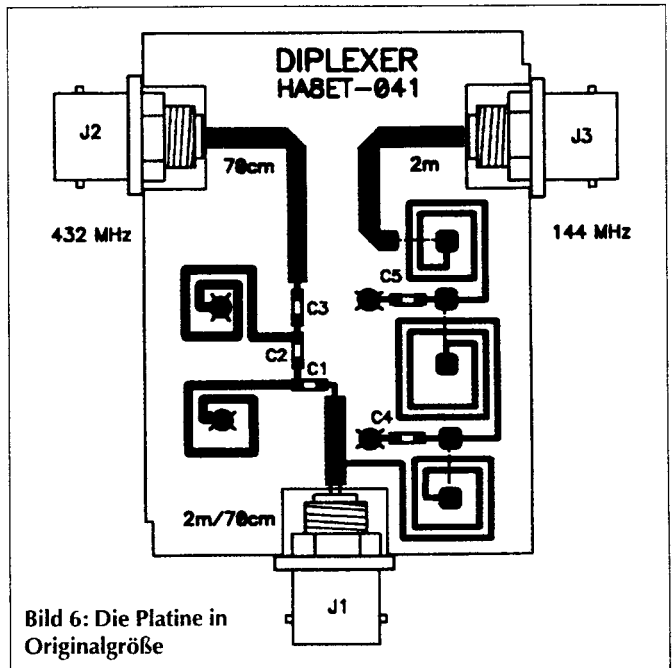 DIPLEXER
HA8ET-041
J2
J3
70cm
2m
432 MHz
144 MHz
C5
C3
C2
C1
C4
2m/70cm
J1
Bild 6: Die Platine in
Originalgröße